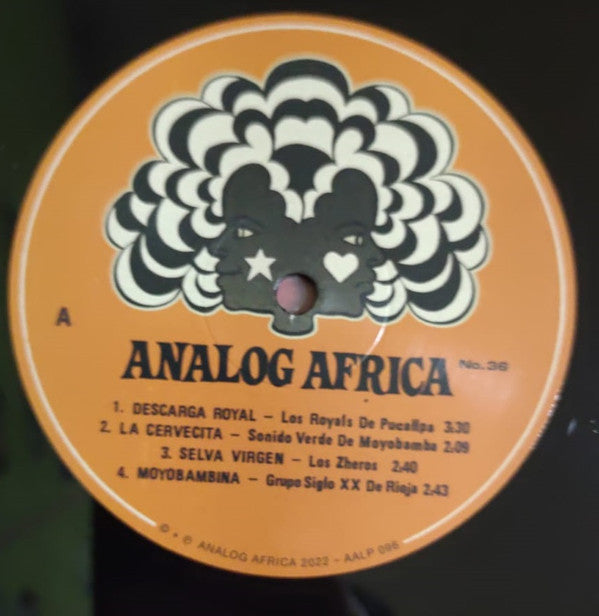 A
ANALOG AFRICA No.36
1. DESCARGA ROYAL – Los Royals De Pucallpa 3:30
2. LA CERVECITA – Sonido Verde De Moyobamba 2:09
3. SELVA VIRGEN – Los Zheros 2:40
4. MOYOBAMBINA – Grupo Siglo XX De Rioja 2:43
© + ℗ ANALOG AFRICA 2022 – AALP 096